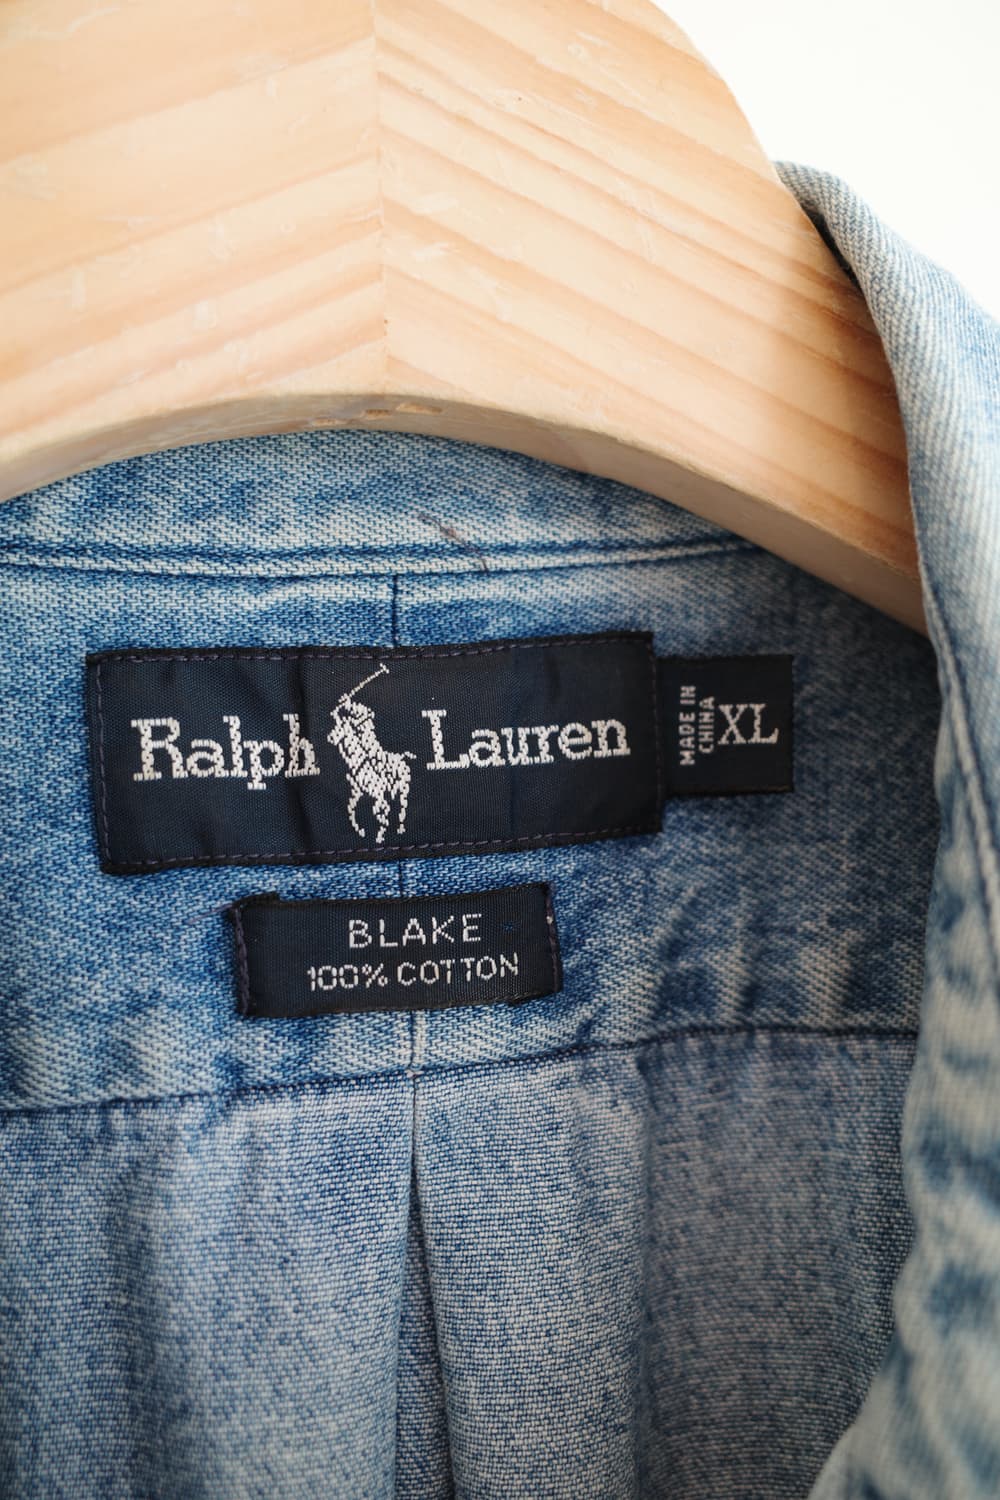 Ralph Lauren
MADE IN
CHINA
XL
BLAKE
100% COTTON